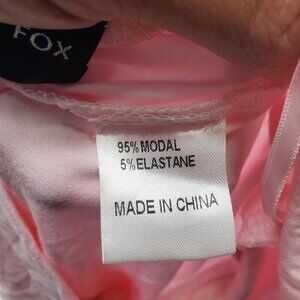 FOX
95% MODAL
5% ELASTANE
MADE IN CHINA